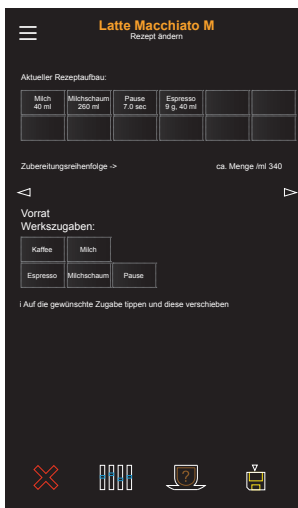 Latte Macchiato M
Rezept ändern
Aktueller Rezeptaufbau:
Milch Milchschaum Pause Espresso
40 ml 260 ml 7.0 sec 9 g, 40 ml
Zubereitungsreihenfolge -> ca. Menge /ml 340
Vorrat
Werkszugaben:
Kaffee Milch
Espresso Milchschaum Pause
i Auf die gewünschte Zugabe tippen und diese verschieben
?